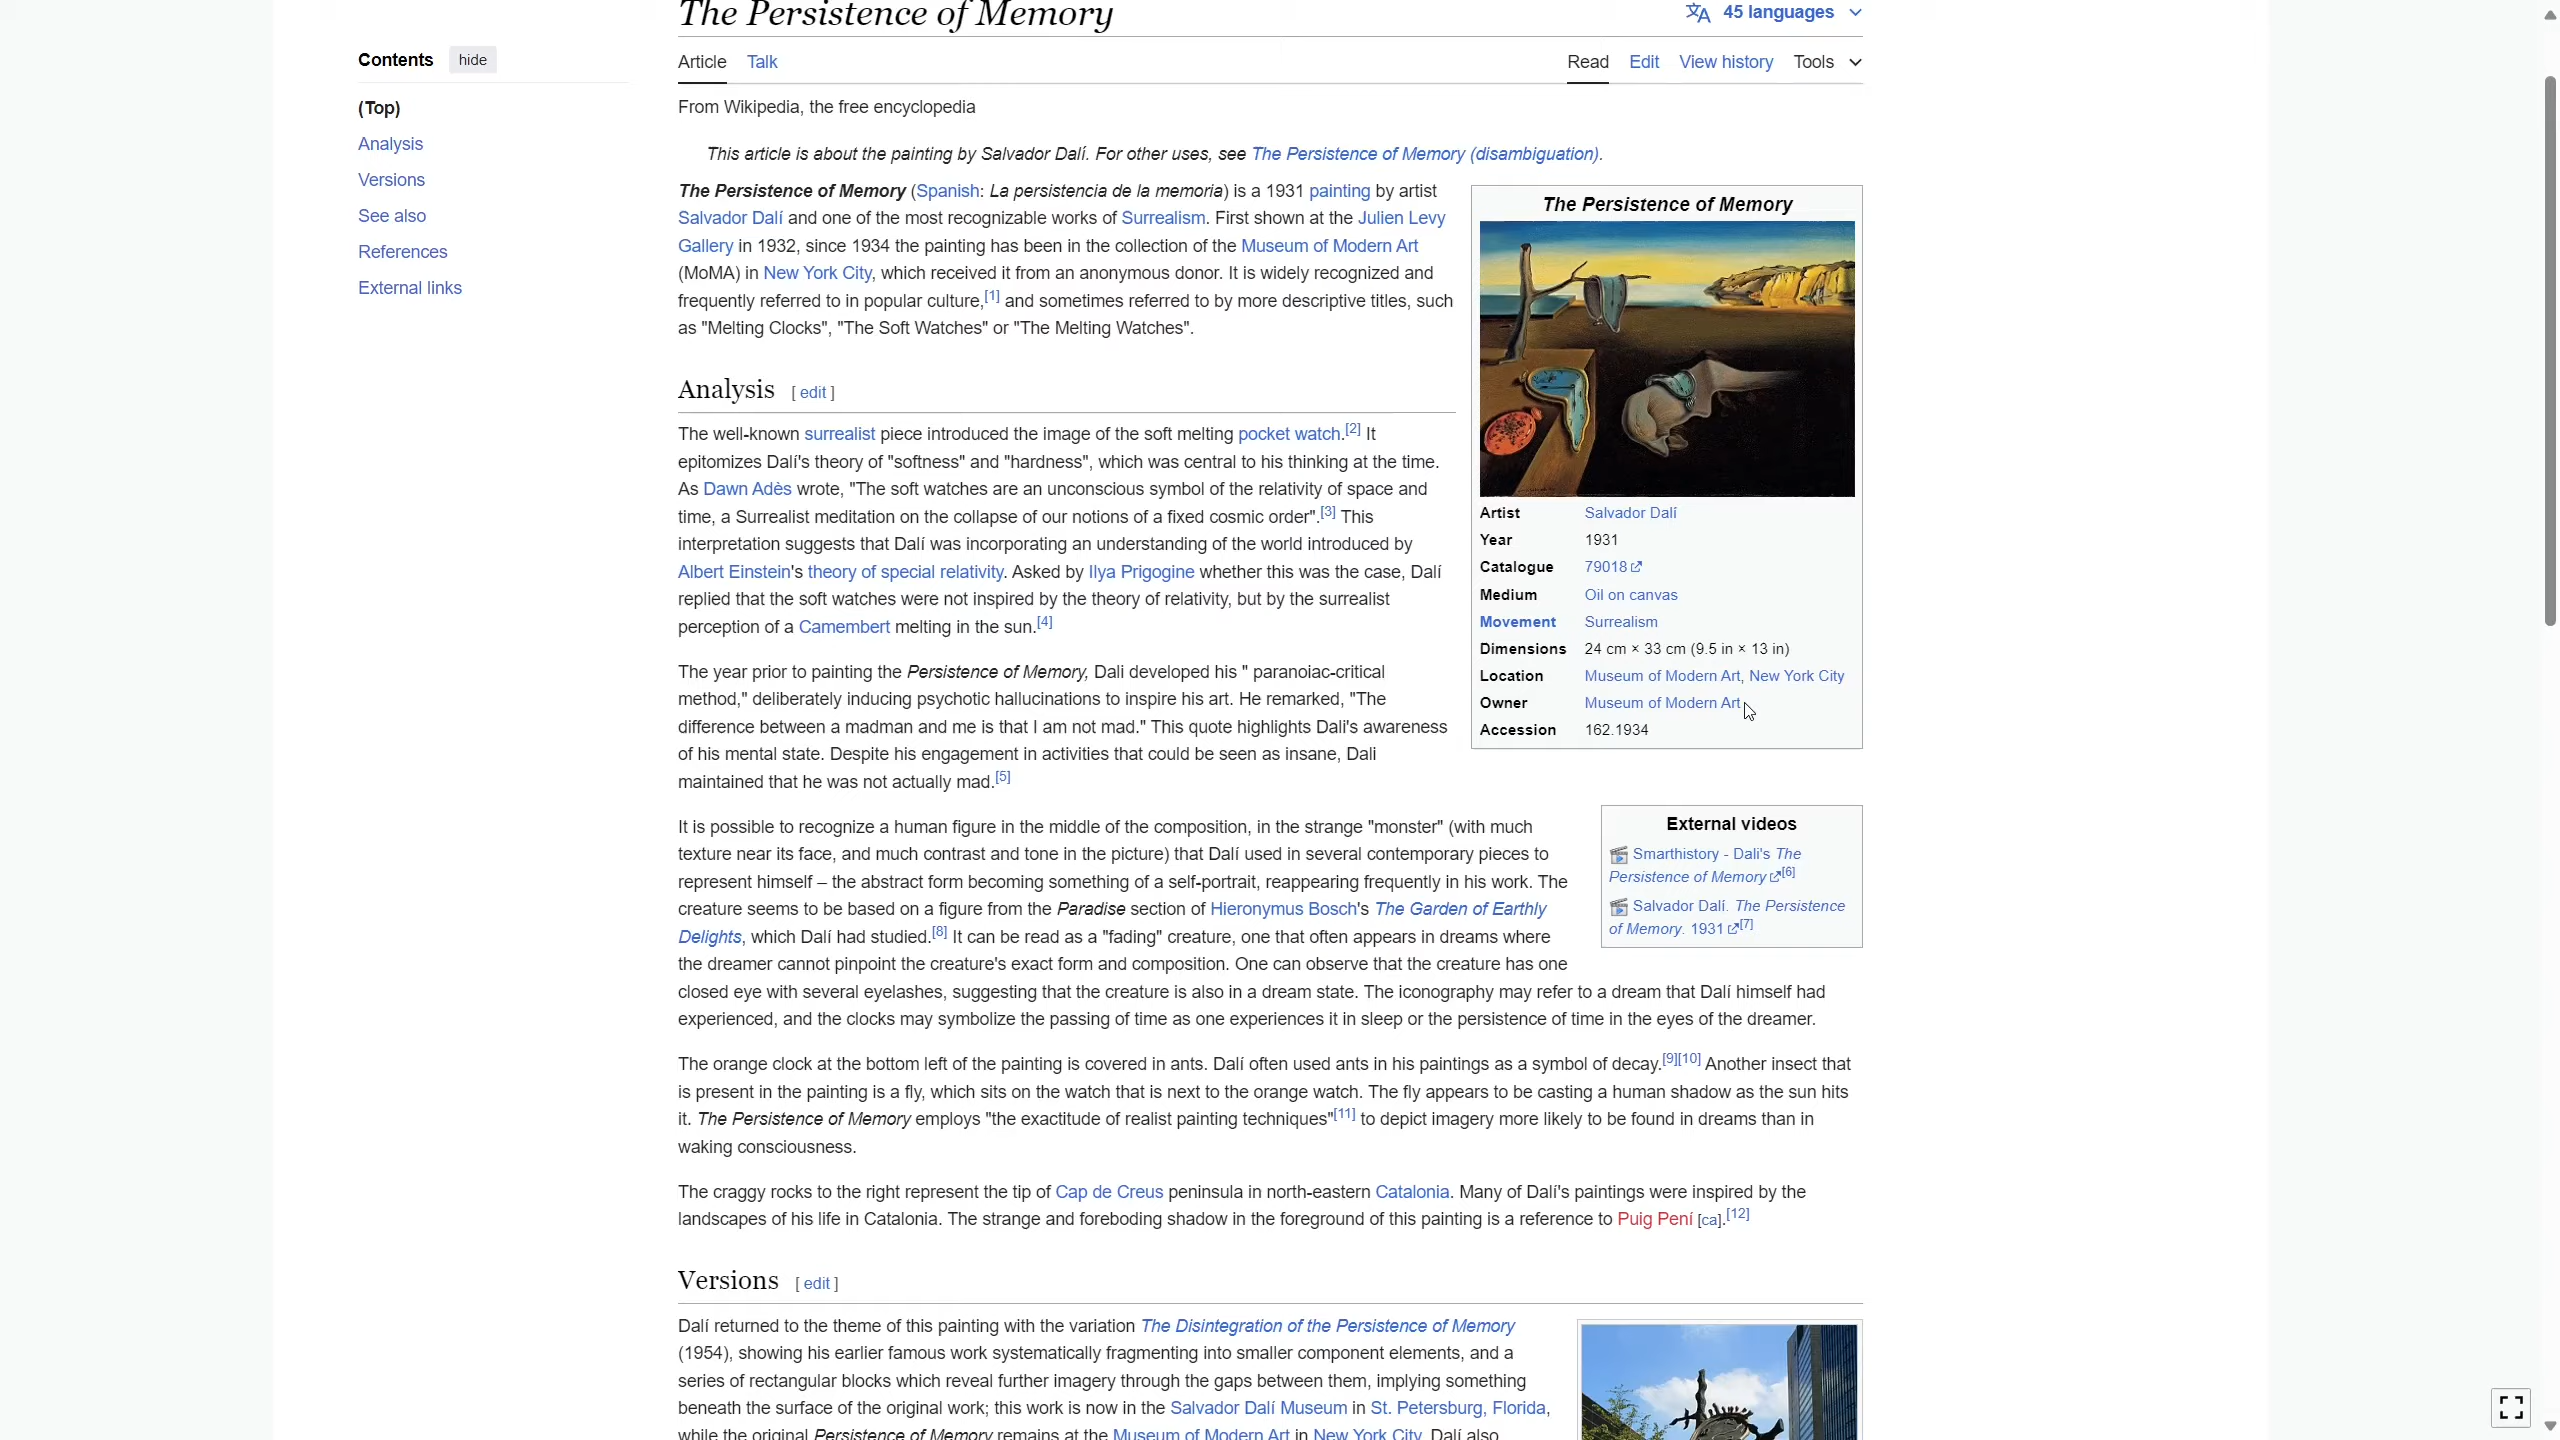 The Persistence of Memory
45 languages
Contents hide
(Top)
Analysis
Versions
See also
References
External links
Article Talk
Read Edit View history Tools
From Wikipedia, the free encyclopedia
This article is about the painting by Salvador Dalí. For other uses, see The Persistence of Memory (disambiguation).
The Persistence of Memory (Spanish: La persistencia de la memoria) is a 1931 painting by artist
Salvador Dalí and one of the most recognizable works of Surrealism. First shown at the Julien Levy
Gallery in 1932, since 1934 the painting has been in the collection of the Museum of Modern Art
(MoMA) in New York City, which received it from an anonymous donor. It is widely recognized and
frequently referred to in popular culture,[1] and sometimes referred to by more descriptive titles, such
as "Melting Clocks", "The Soft Watches" or "The Melting Watches".
Analysis [ edit ]
The well-known surrealist piece introduced the image of the soft melting pocket watch.[2] It
epitomizes Dalí's theory of "softness" and "hardness", which was central to his thinking at the time.
As Dawn Adès wrote, "The soft watches are an unconscious symbol of the relativity of space and
time, a Surrealist meditation on the collapse of our notions of a fixed cosmic order".[3] This
interpretation suggests that Dalí was incorporating an understanding of the world introduced by
Albert Einstein's theory of special relativity. Asked by Ilya Prigogine whether this was the case, Dalí
replied that the soft watches were not inspired by the theory of relativity, but by the surrealist
perception of a Camembert melting in the sun.[4]
The year prior to painting the Persistence of Memory, Dali developed his " paranoiac-critical
method," deliberately inducing psychotic hallucinations to inspire his art. He remarked, "The
difference between a madman and me is that I am not mad." This quote highlights Dali's awareness
of his mental state. Despite his engagement in activities that could be seen as insane, Dali
maintained that he was not actually mad.[5]
The Persistence of Memory
Artist Salvador Dalí
Year 1931
Catalogue 79018
Medium Oil on canvas
Movement Surrealism
Dimensions 24 cm × 33 cm (9.5 in × 13 in)
Location Museum of Modern Art, New York City
Owner Museum of Modern Art
Accession 162.1934
It is possible to recognize a human figure in the middle of the composition, in the strange "monster" (with much
texture near its face, and much contrast and tone in the picture) that Dalí used in several contemporary pieces to
represent himself – the abstract form becoming something of a self-portrait, reappearing frequently in his work. The
creature seems to be based on a figure from the Paradise section of Hieronymus Bosch's The Garden of Earthly
Delights, which Dalí had studied.[8] It can be read as a "fading" creature, one that often appears in dreams where
the dreamer cannot pinpoint the creature's exact form and composition. One can observe that the creature has one
closed eye with several eyelashes, suggesting that the creature is also in a dream state. The iconography may refer to a dream that Dalí himself had
experienced, and the clocks may symbolize the passing of time as one experiences it in sleep or the persistence of time in the eyes of the dreamer.
External videos
Smarthistory - Dali's The
Persistence of Memory[6]
Salvador Dalí. The Persistence
of Memory. 1931[7]
The orange clock at the bottom left of the painting is covered in ants. Dalí often used ants in his paintings as a symbol of decay.[9][10] Another insect that
is present in the painting is a fly, which sits on the watch that is next to the orange watch. The fly appears to be casting a human shadow as the sun hits
it. The Persistence of Memory employs "the exactitude of realist painting techniques"[11] to depict imagery more likely to be found in dreams than in
waking consciousness.
The craggy rocks to the right represent the tip of Cap de Creus peninsula in north-eastern Catalonia. Many of Dalí's paintings were inspired by the
landscapes of his life in Catalonia. The strange and foreboding shadow in the foreground of this painting is a reference to Puig Pení [ca].[12]
Versions [ edit ]
Dalí returned to the theme of this painting with the variation The Disintegration of the Persistence of Memory
(1954), showing his earlier famous work systematically fragmenting into smaller component elements, and a
series of rectangular blocks which reveal further imagery through the gaps between them, implying something
beneath the surface of the original work; this work is now in the Salvador Dalí Museum in St. Petersburg, Florida,
while the original Persistence of Memory remains at the Museum of Modern Art in New York City. Dalí also